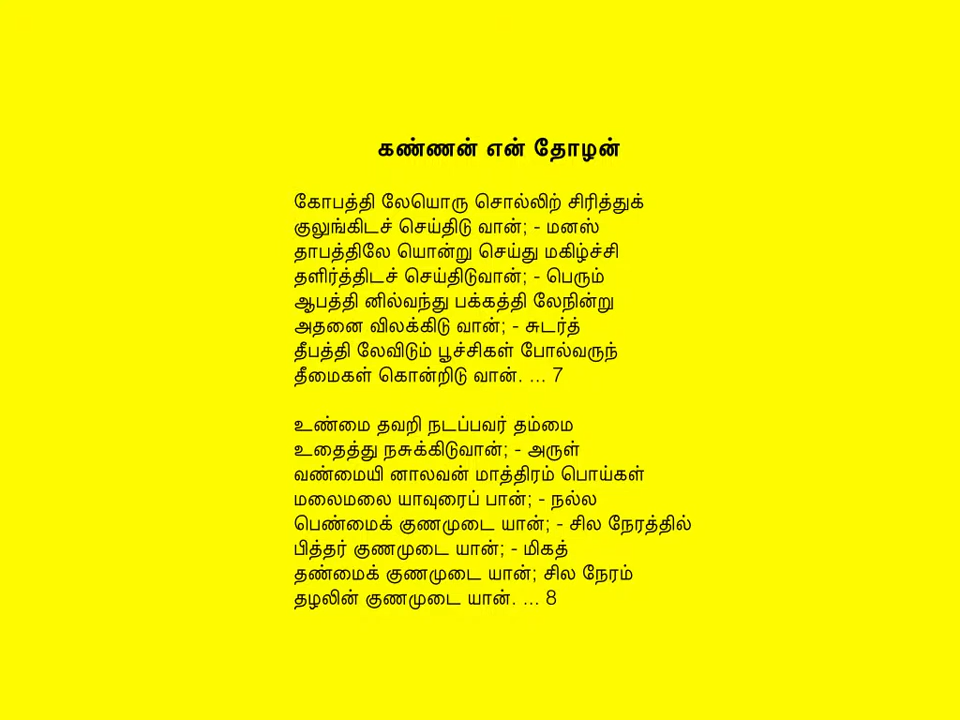 கண்ணன் என் தோழன்
கோபத்தி லேயொரு சொல்லிற் சிரித்துக்
குலுங்கிடச் செய்திடு வான்; - மனஸ்
தாபத்திலே யொன்று செய்து மகிழ்ச்சி
தளிர்த்திடச் செய்திடுவான்; - பெரும்
ஆபத்தி னில்வந்து பக்கத்தி லேநின்று
அதனை விலக்கிடு வான்; - சுடர்த்
தீபத்தி லேவிடும் பூச்சிகள் போல்வருந்
தீமைகள் கொன்றிடு வான். ... 7
உண்மை தவறி நடப்பவர் தம்மை
உதைத்து நசுக்கிடுவான்; - அருள்
வண்மையி னாலவன் மாத்திரம் பொய்கள்
மலைமலை யாவுரைப் பான்; - நல்ல
பெண்மைக் குணமுடை யான்; - சில நேரத்தில்
பித்தர் குணமுடை யான்; - மிகத்
தண்மைக் குணமுடை யான்; சில நேரம்
தழலின் குணமுடை யான். ... 8